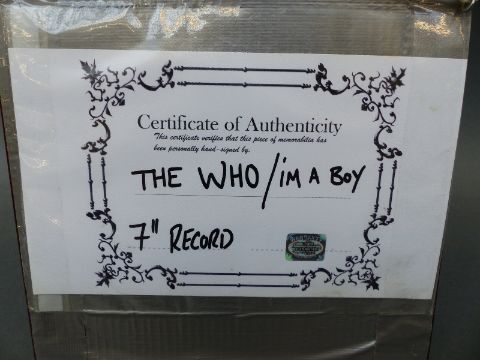 Certificate of Authenticity
This certificate verifies that this piece of memorabilia has
been personally hand-signed by.
THE WHO/i'M A BOY
7" RECORD